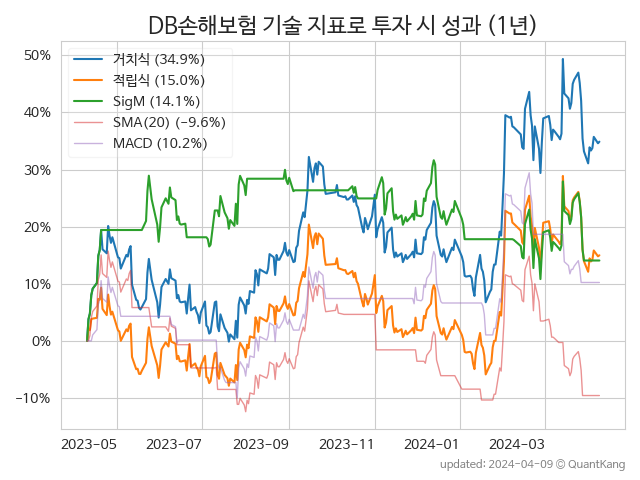 DB손해보험 기술 지표로 투자 시 성과 (1년)
50%
40%
30%
20%
10%
0%
−10%
거치식 (34.9%)
적립식 (15.0%)
SigM (14.1%)
SMA(20) (−9.6%)
MACD (10.2%)
2023-05 2023-07 2023-09 2023-11 2024-01 2024-03
updated: 2024-04-09 © QuantKang